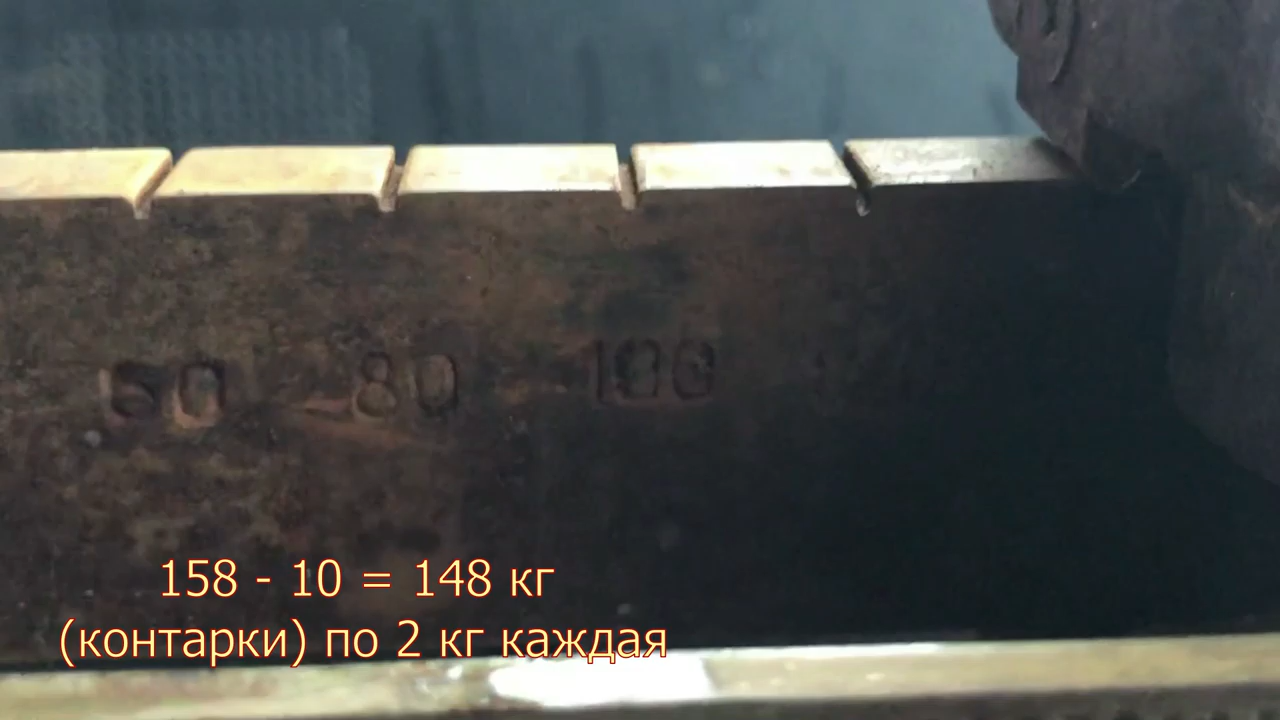 60 80 100
158 - 10 = 148 кг
(контарки) по 2 кг каждая